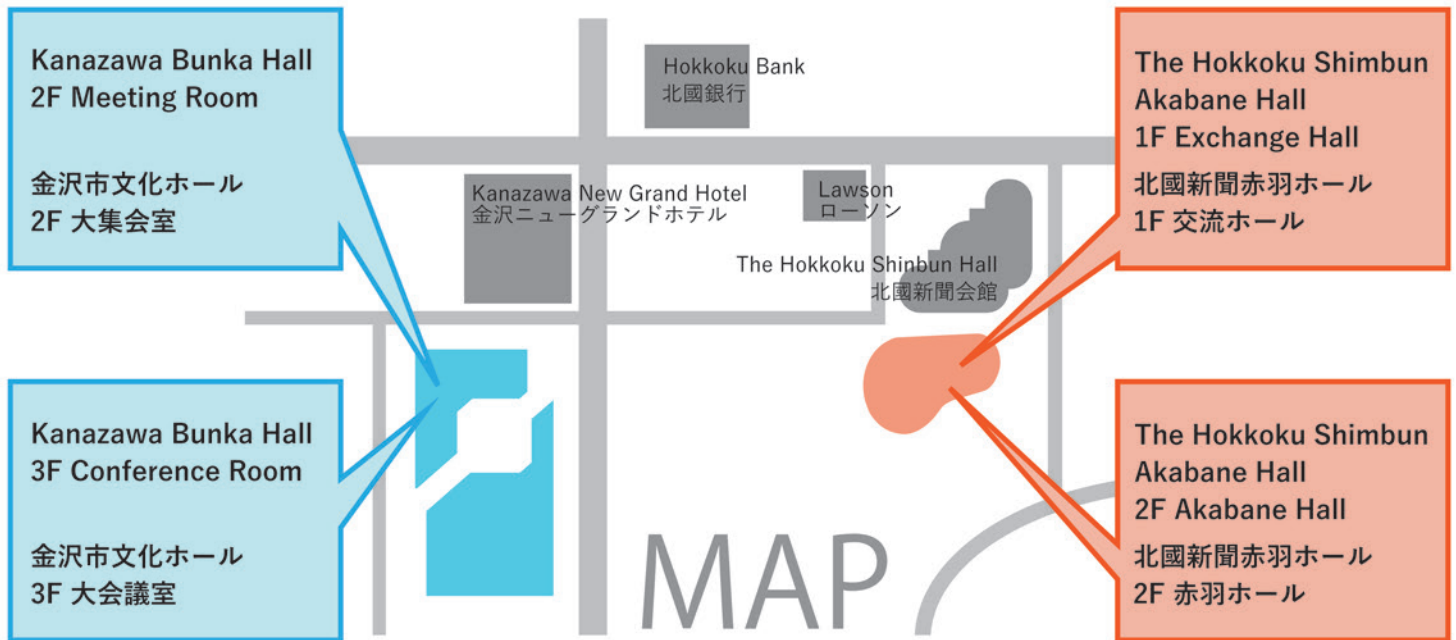 Kanazawa Bunka Hall
2F Meeting Room
金沢市文化ホール
2F 大集会室
Hokkoku Bank
北國銀行
The Hokkoku Shimbun
Akabane Hall
1F Exchange Hall
北國新聞赤羽ホール
1F 交流ホール
Kanazawa New Grand Hotel
金沢ニューグランドホテル
Lawson
ローソン
The Hokkoku Shinbun Hall
北國新聞会館
Kanazawa Bunka Hall
3F Conference Room
金沢市文化ホール
3F 大会議室
The Hokkoku Shimbun
Akabane Hall
2F Akabane Hall
北國新聞赤羽ホール
2F 赤羽ホール
MAP